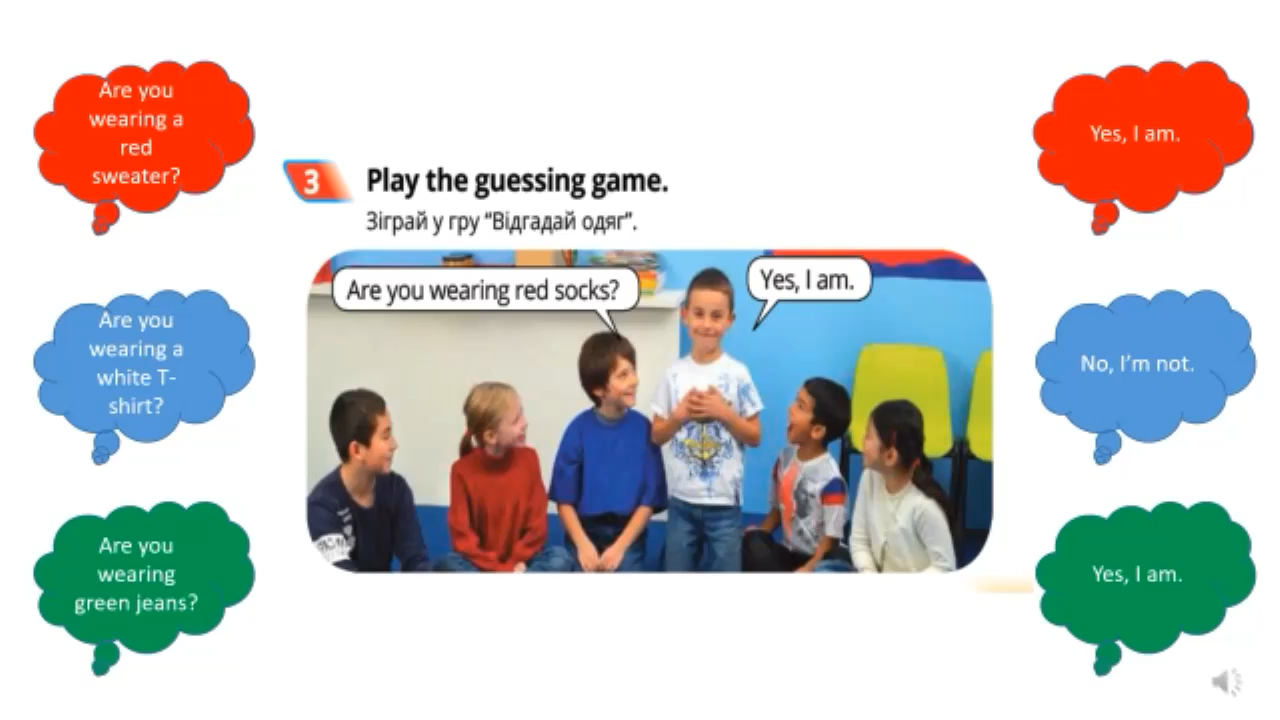 Are you
wearing a
red
sweater?
Yes, I am.
3 Play the guessing game.
Зіграй у гру “Відгадай одяг”.
Are you wearing red socks?
Yes, I am.
Are you
wearing a
white T-
shirt?
No, I’m not.
Are you
wearing
green jeans?
Yes, I am.